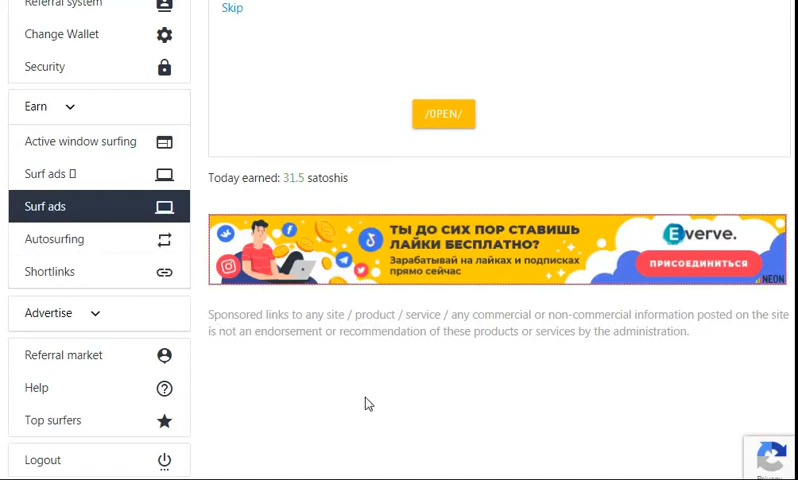 Referral system
Change Wallet
Security
Earn
Active window surfing
Surf ads
Surf ads
Autosurfing
Shortlinks
Advertise
Referral market
Help
Top surfers
Logout
Skip
/OPEN/
Today earned: 31.5 satoshis
ТЫ ДО СИХ ПОР СТАВИШЬ
ЛАЙКИ БЕСПЛАТНО?
Зарабатывай на лайках и подписках
прямо сейчас
Everve.
ПРИСОЕДИНИТЬСЯ
NEON
Sponsored links to any site / product / service / any commercial or non-commercial information posted on the site
is not an endorsement or recommendation of these products or services by the administration.